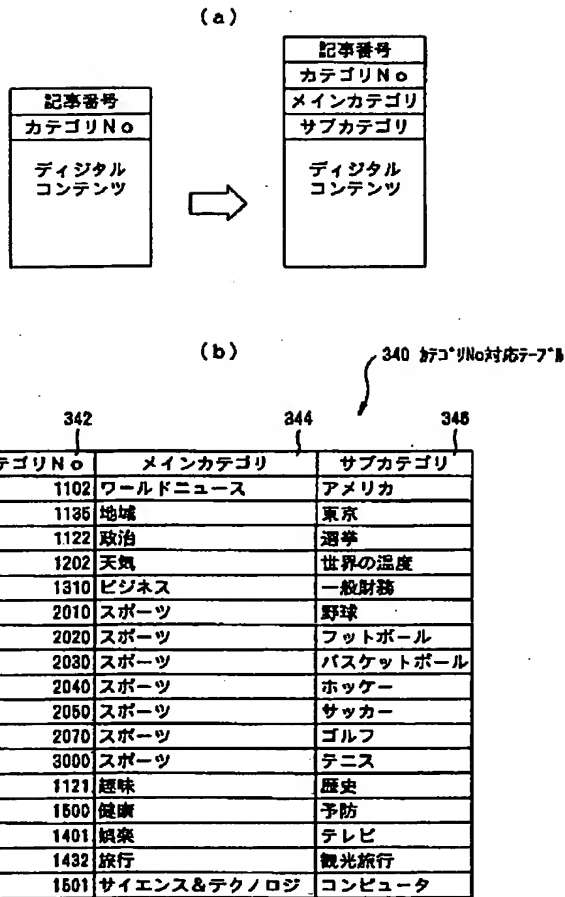 (a)
記事番号
カテゴリNo
ディジタル
コンテンツ
記事番号
カテゴリNo
メインカテゴリ
サブカテゴリ
ディジタル
コンテンツ
(b)
340 ｶﾃｺﾞﾘNo対応ﾃｰﾌﾞﾙ
342 344 346
テゴリNo メインカテゴリ サブカテゴリ
1102 ワールドニュース アメリカ
1135 地域 東京
1122 政治 選挙
1202 天気 世界の温度
1310 ビジネス 一般財務
2010 スポーツ 野球
2020 スポーツ フットボール
2030 スポーツ バスケットボール
2040 スポーツ ホッケー
2050 スポーツ サッカー
2070 スポーツ ゴルフ
3000 スポーツ テニス
1121 趣味 歴史
1500 健康 予防
1401 娯楽 テレビ
1432 旅行 観光旅行
1501 サイエンス&テクノロジ コンピュータ